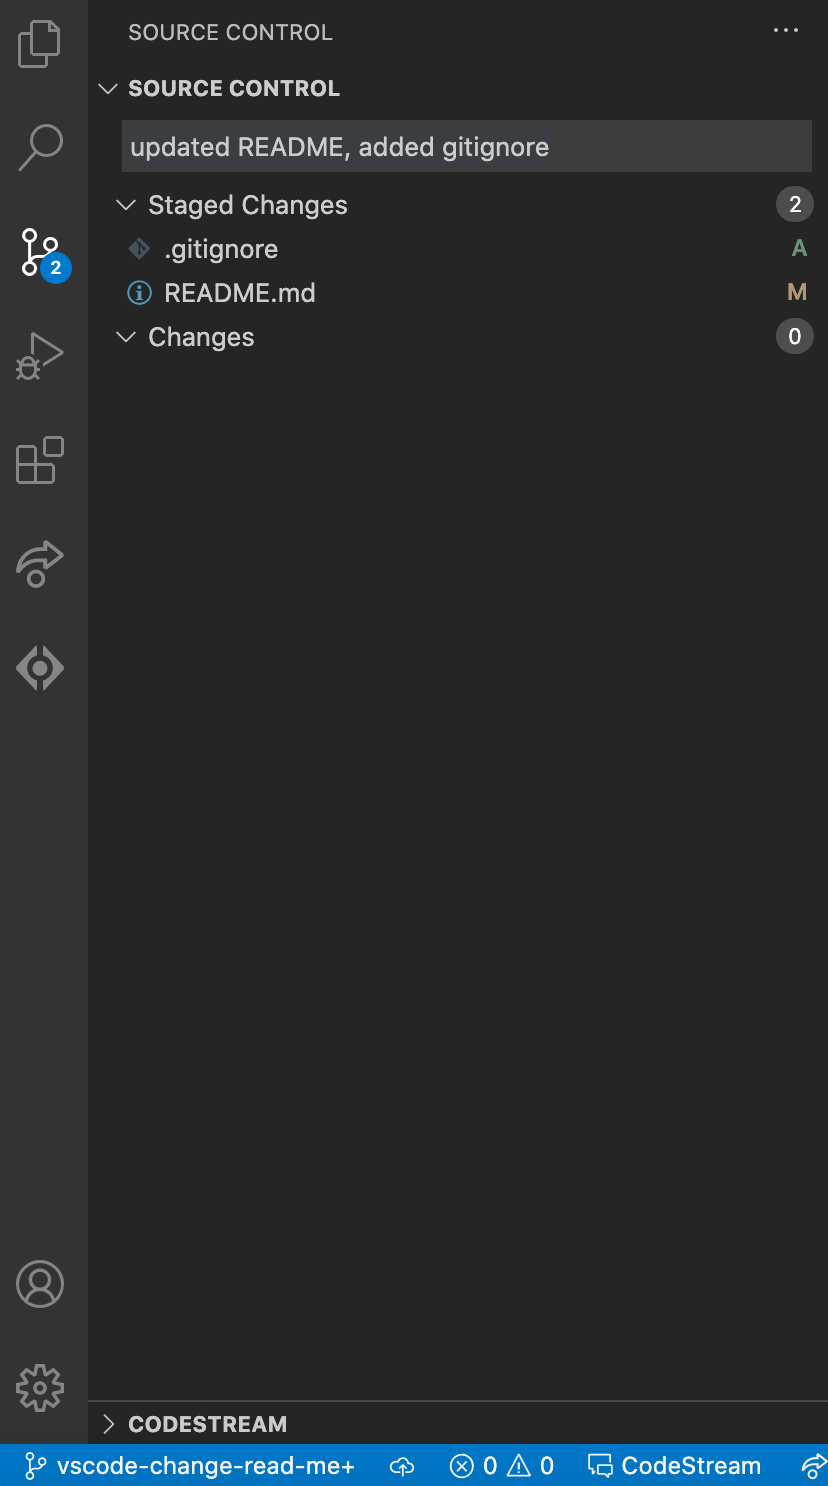 SOURCE CONTROL
SOURCE CONTROL
updated README, added gitignore
Staged Changes 2
.gitignore A
README.md M
2
Changes 0
CODESTREAM
vscode-change-read-me+ 0 0 CodeStream